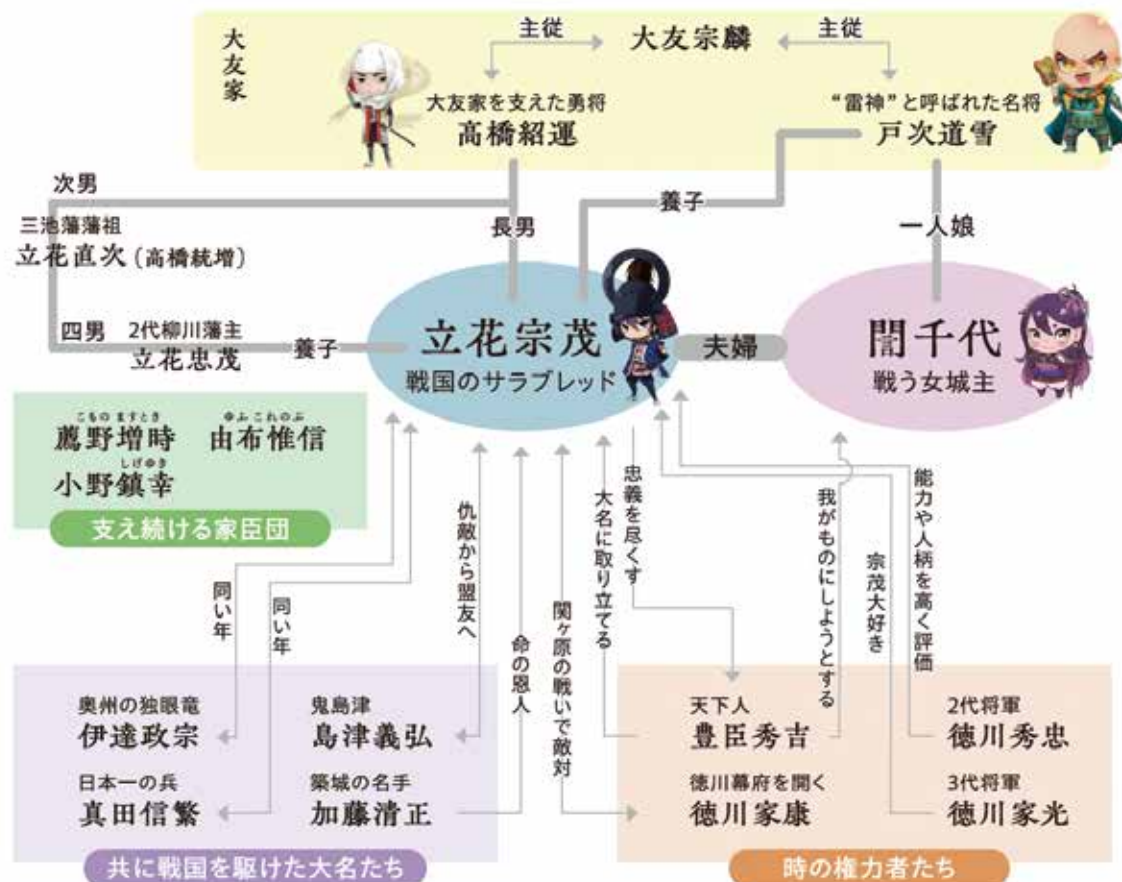 大友家
主従
大友宗麟
主従
大友家を支えた勇将
高橋紹運
“雷神”と呼ばれた名将
戸次道雪
次男
長男
養子
一人娘
三池藩藩祖
立花直次(高橋統増)
四男
2代柳川藩主
立花忠茂
養子
立花宗茂
戦国のサラブレッド
夫婦
誾千代
戦う女城主
こものますとき
薦野増時
ゆふこれのぶ
由布惟信
しげゆき
小野鎮幸
支え続ける家臣団
同い年
同い年
仇敵から盟友へ
命の恩人
関ヶ原の戦いで敵対
大名に取り立てる
忠義を尽くす
我がものにしようとする
宗茂大好き
能力や人柄を高く評価
奥州の独眼竜
伊達政宗
鬼島津
島津義弘
日本一の兵
真田信繁
築城の名手
加藤清正
共に戦国を駆けた大名たち
天下人
豊臣秀吉
2代将軍
徳川秀忠
徳川幕府を開く
徳川家康
3代将軍
徳川家光
時の権力者たち